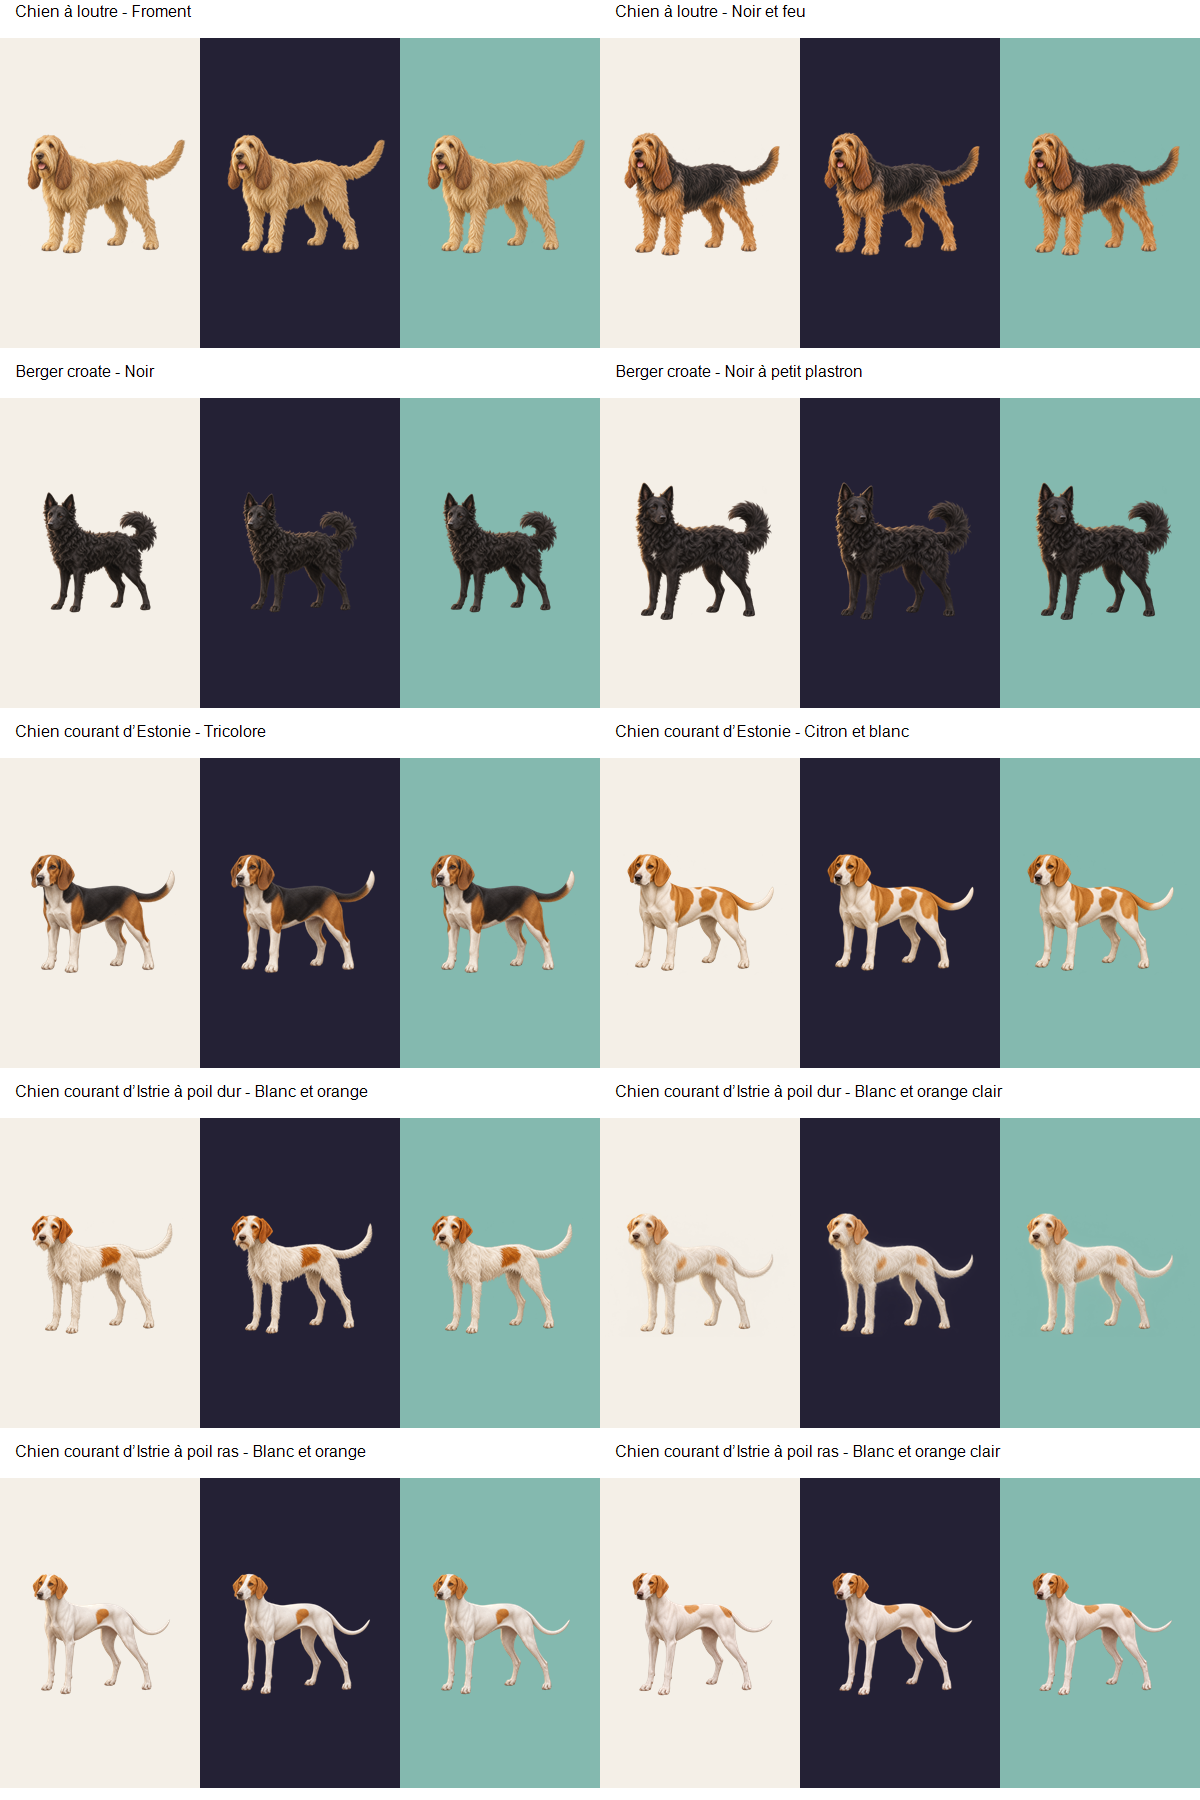 Chien à loutre - Froment
Chien à loutre - Noir et feu
Berger croate - Noir
Berger croate - Noir à petit plastron
Chien courant d’Estonie - Tricolore
Chien courant d’Estonie - Citron et blanc
Chien courant d’Istrie à poil dur - Blanc et orange
Chien courant d’Istrie à poil dur - Blanc et orange clair
Chien courant d’Istrie à poil ras - Blanc et orange
Chien courant d’Istrie à poil ras - Blanc et orange clair